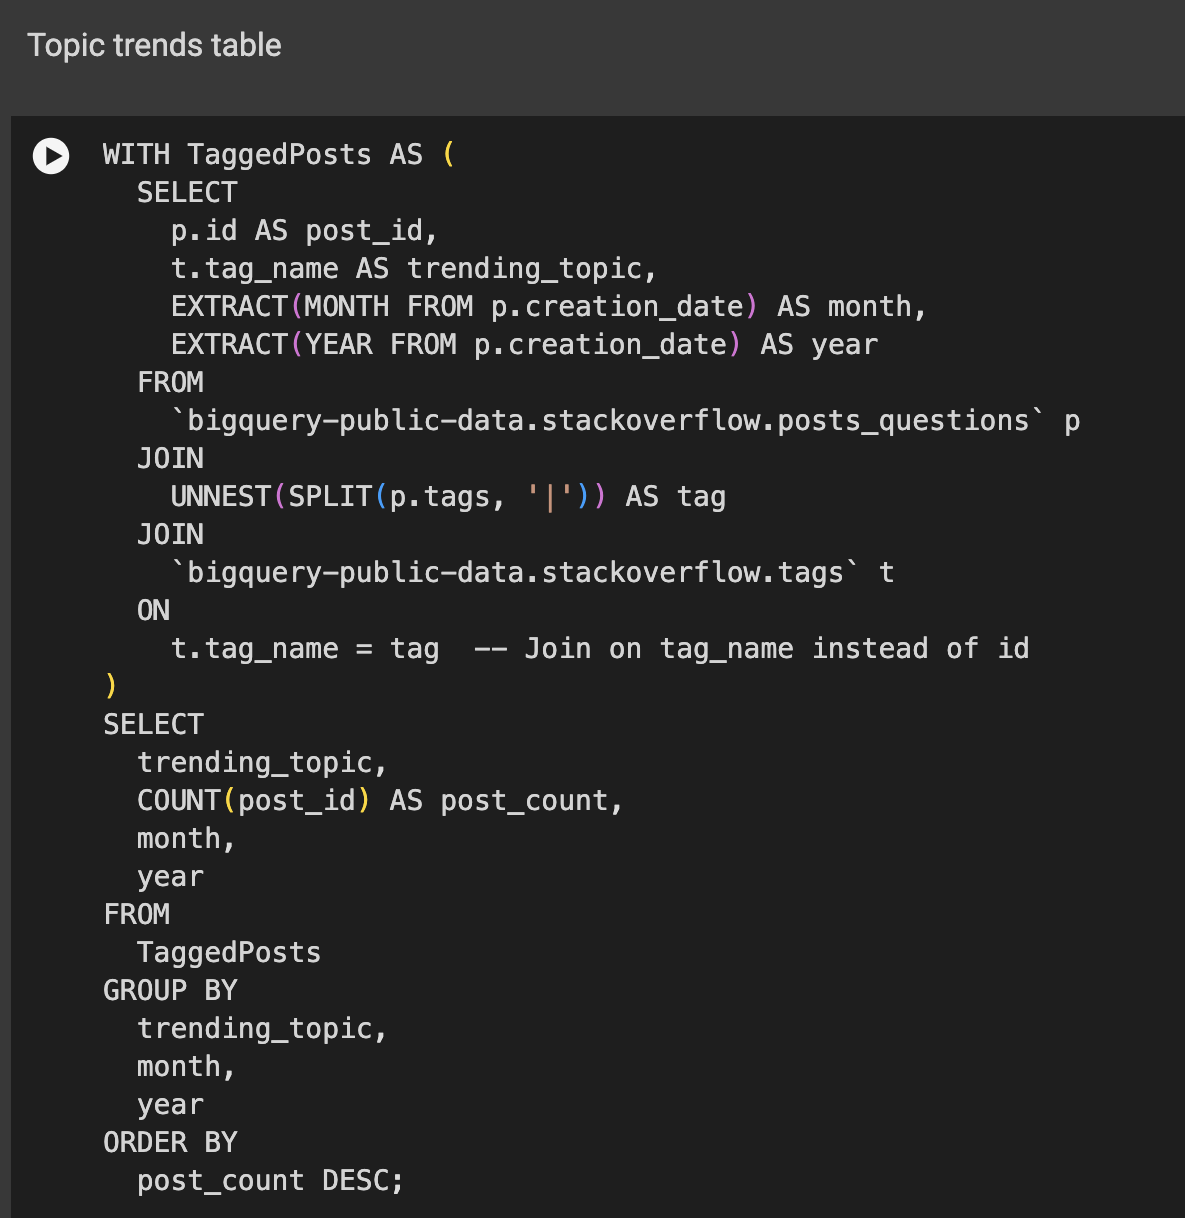 Topic trends table
WITH TaggedPosts AS (
  SELECT
    p.id AS post_id,
    t.tag_name AS trending_topic,
    EXTRACT(MONTH FROM p.creation_date) AS month,
    EXTRACT(YEAR FROM p.creation_date) AS year
  FROM
    `bigquery-public-data.stackoverflow.posts_questions` p
  JOIN
    UNNEST(SPLIT(p.tags, '|')) AS tag
  JOIN
    `bigquery-public-data.stackoverflow.tags` t
  ON
    t.tag_name = tag  -- Join on tag_name instead of id
)
SELECT
  trending_topic,
  COUNT(post_id) AS post_count,
  month,
  year
FROM
  TaggedPosts
GROUP BY
  trending_topic,
  month,
  year
ORDER BY
  post_count DESC;